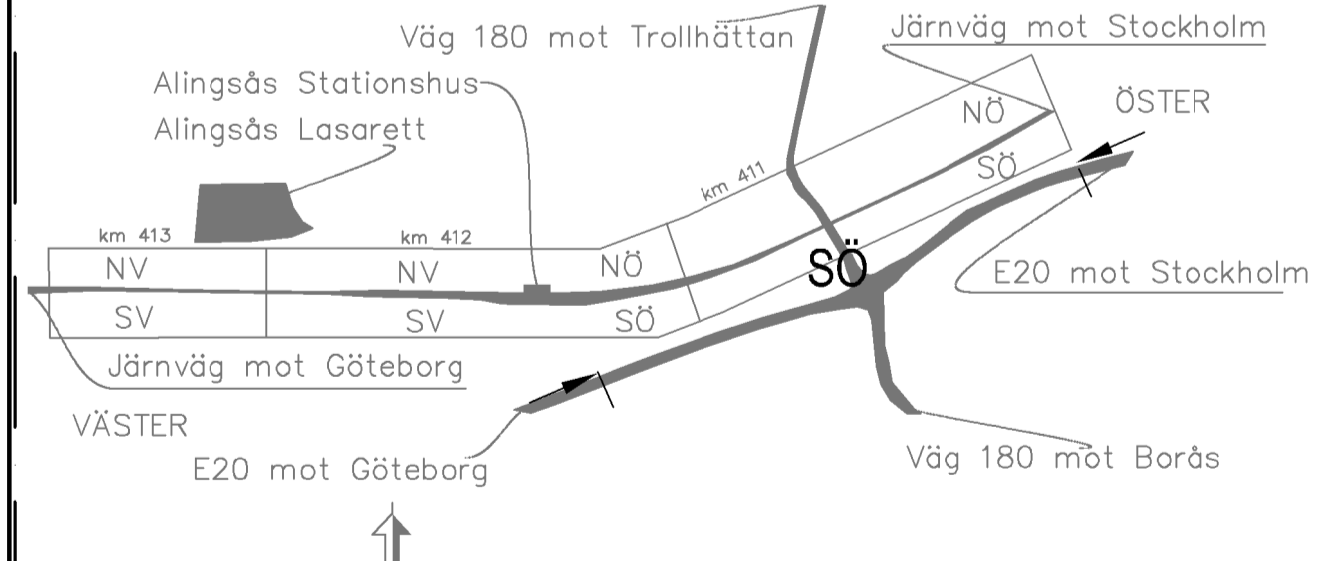 Väg 180 mot Trollhättan
Järnväg mot Stockholm
Alingsås Stationshus
Alingsås Lasarett
NÖ
ÖSTER
SÖ
km 411
km 413
km 412
NV
NV
NÖ
SÖ
E20 mot Stockholm
SV
SV
SÖ
Järnväg mot Göteborg
VÄSTER
E20 mot Göteborg
Väg 180 mot Borås